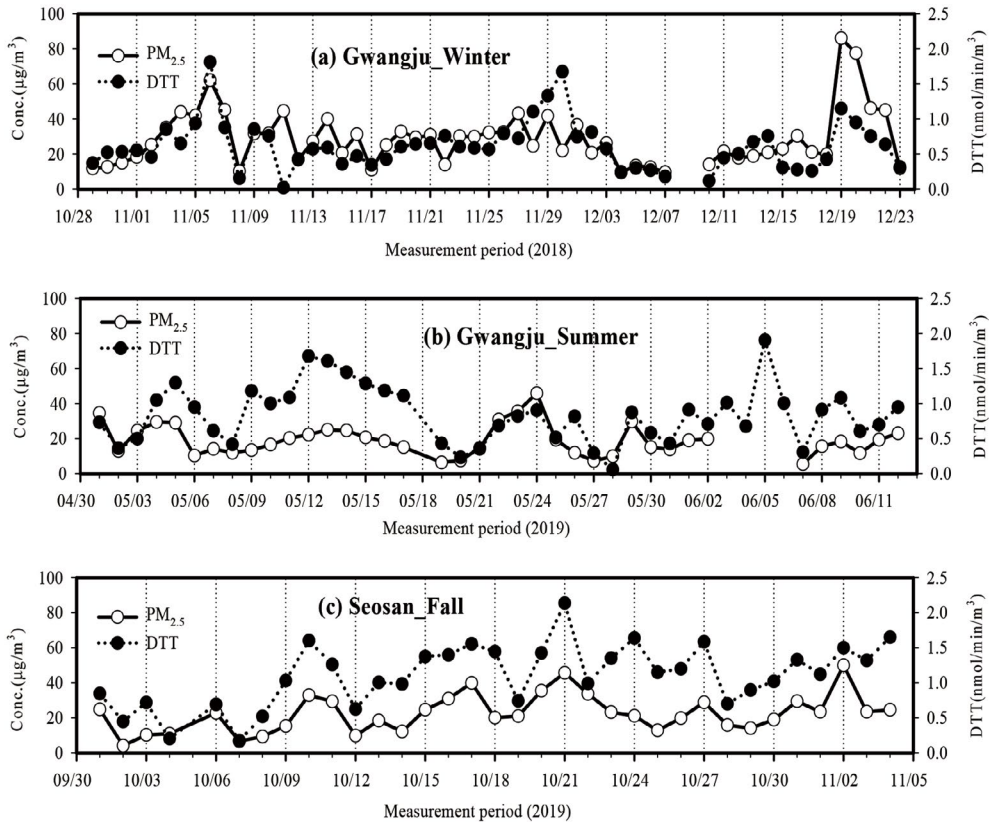 100
80
60
40
20
0
Conc.(μg/m³)
PM2.5
DTT
(a) Gwangju_Winter
2.5
2.0
1.5
1.0
0.5
0.0
DTT(nmol/min/m³)
10/28 11/01 11/05 11/09 11/13 11/17 11/22 11/25 11/29 12/03 12/07 12/11 12/15 12/19 12/23
Measurement period (2018)
100
80
60
40
20
0
Conc.(μg/m³)
PM2.5
DTT
(b) Gwangju_Summer
2.5
2.0
1.5
1.0
0.5
0.0
DTT(nmol/min/m³)
04/30 05/03 05/06 05/09 05/12 05/15 05/18 05/21 05/24 05/27 05/30 06/02 06/05 06/08 06/11
Measurement period (2019)
100
80
60
40
20
0
Conc.(μg/m³)
PM2.5
DTT
(c) Seosan_Fall
2.5
2.0
1.5
1.0
0.5
0.0
DTT(nmol/min/m³)
09/30 10/03 10/06 10/09 10/12 10/15 10/18 10/21 10/24 10/27 10/30 11/02 11/05
Measurement period (2019)